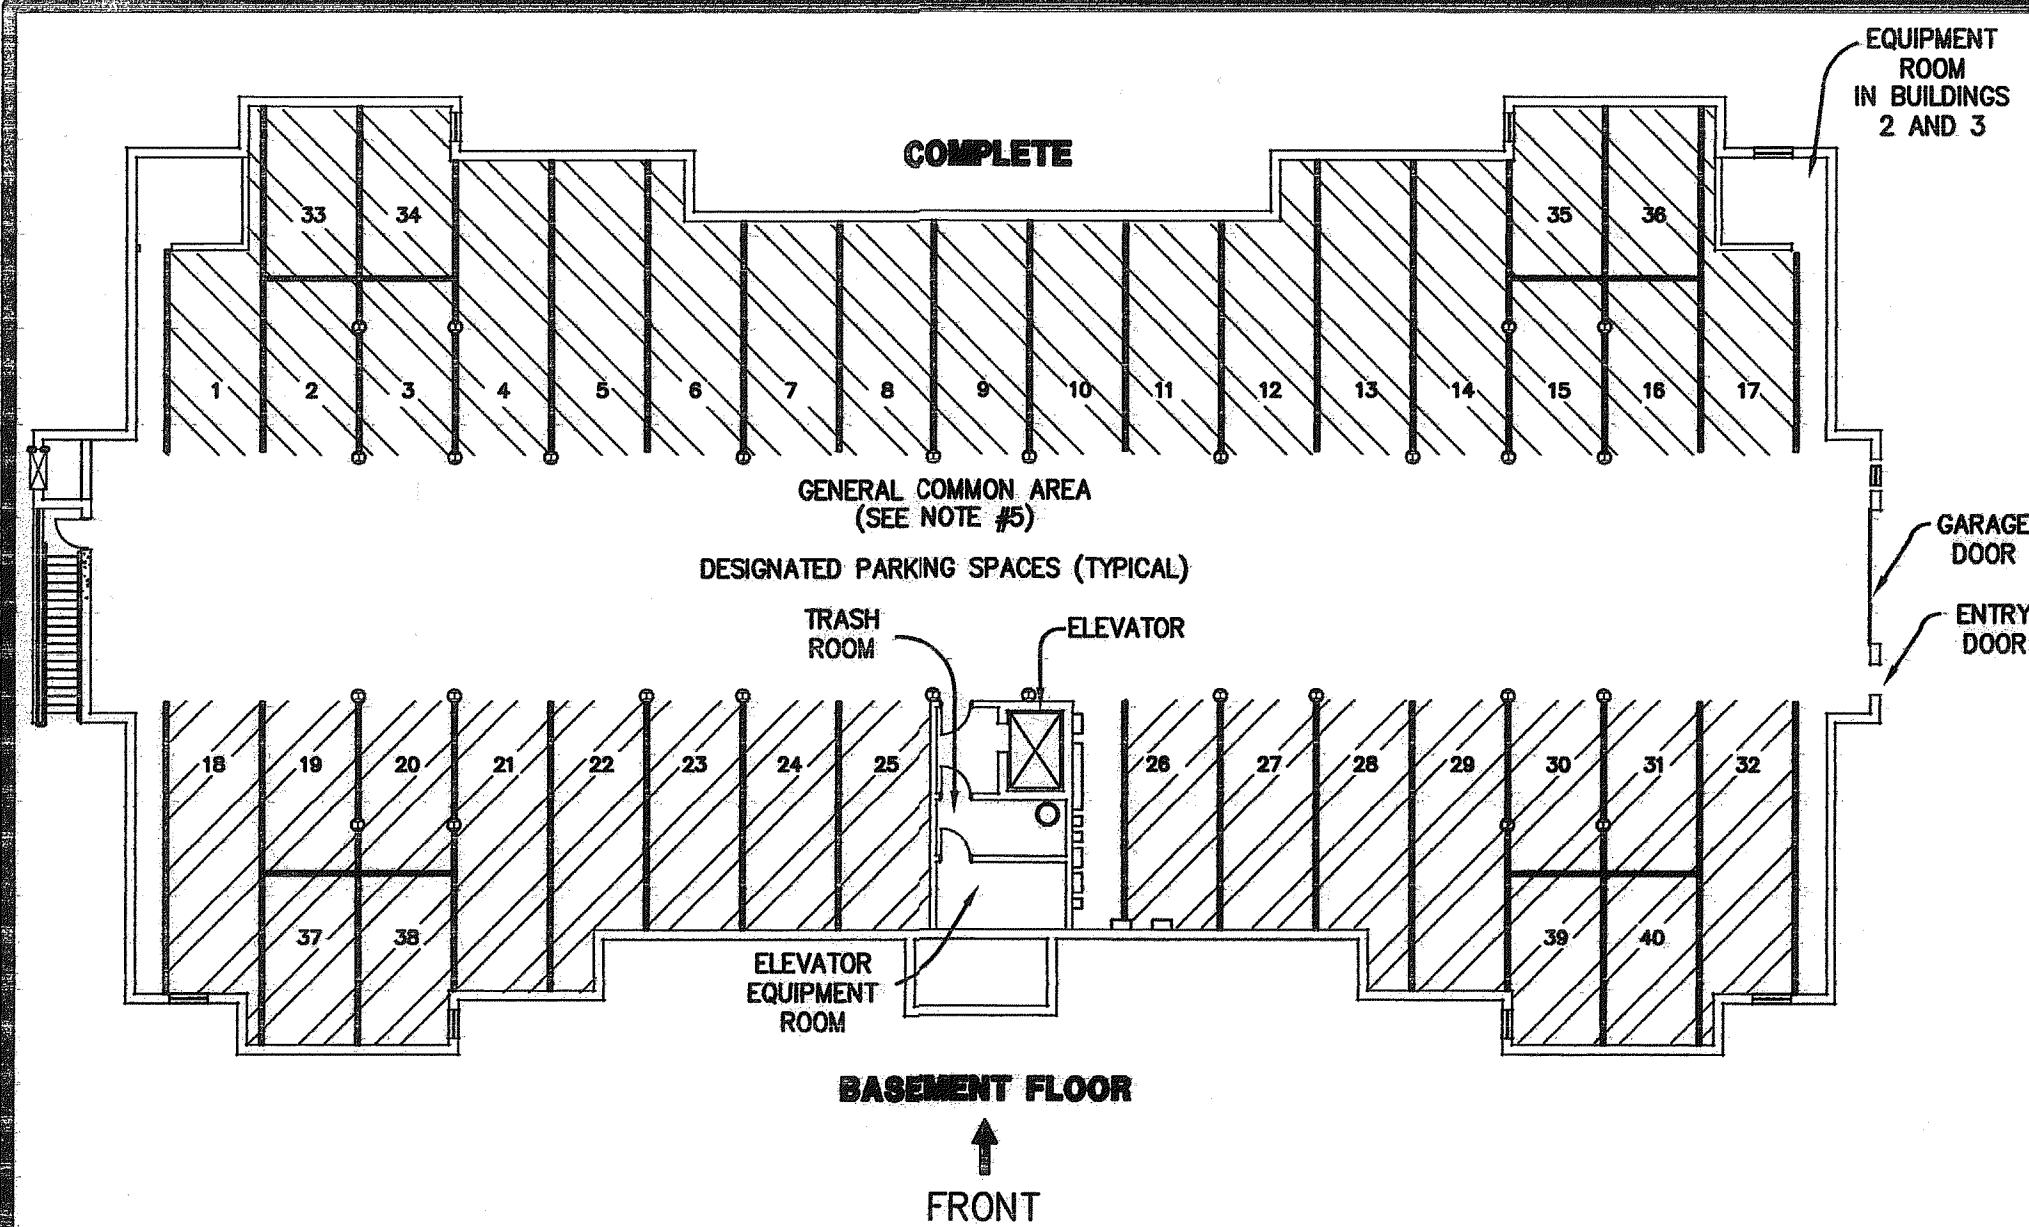 EQUIPMENT
ROOM
IN BUILDINGS
2 AND 3
COMPLETE
33 34 35 36
1 2 3 4 5 6 7 8 9 10 11 12 13 14 15 16 17
GENERAL COMMON AREA
(SEE NOTE #5)
DESIGNATED PARKING SPACES (TYPICAL)
GARAGE
DOOR
TRASH
ROOM
ELEVATOR
ENTRY
DOOR
18 19 20 21 22 23 24 25 26 27 28 29 30 31 32
37 38 39 40
ELEVATOR
EQUIPMENT
ROOM
BASEMENT FLOOR
FRONT